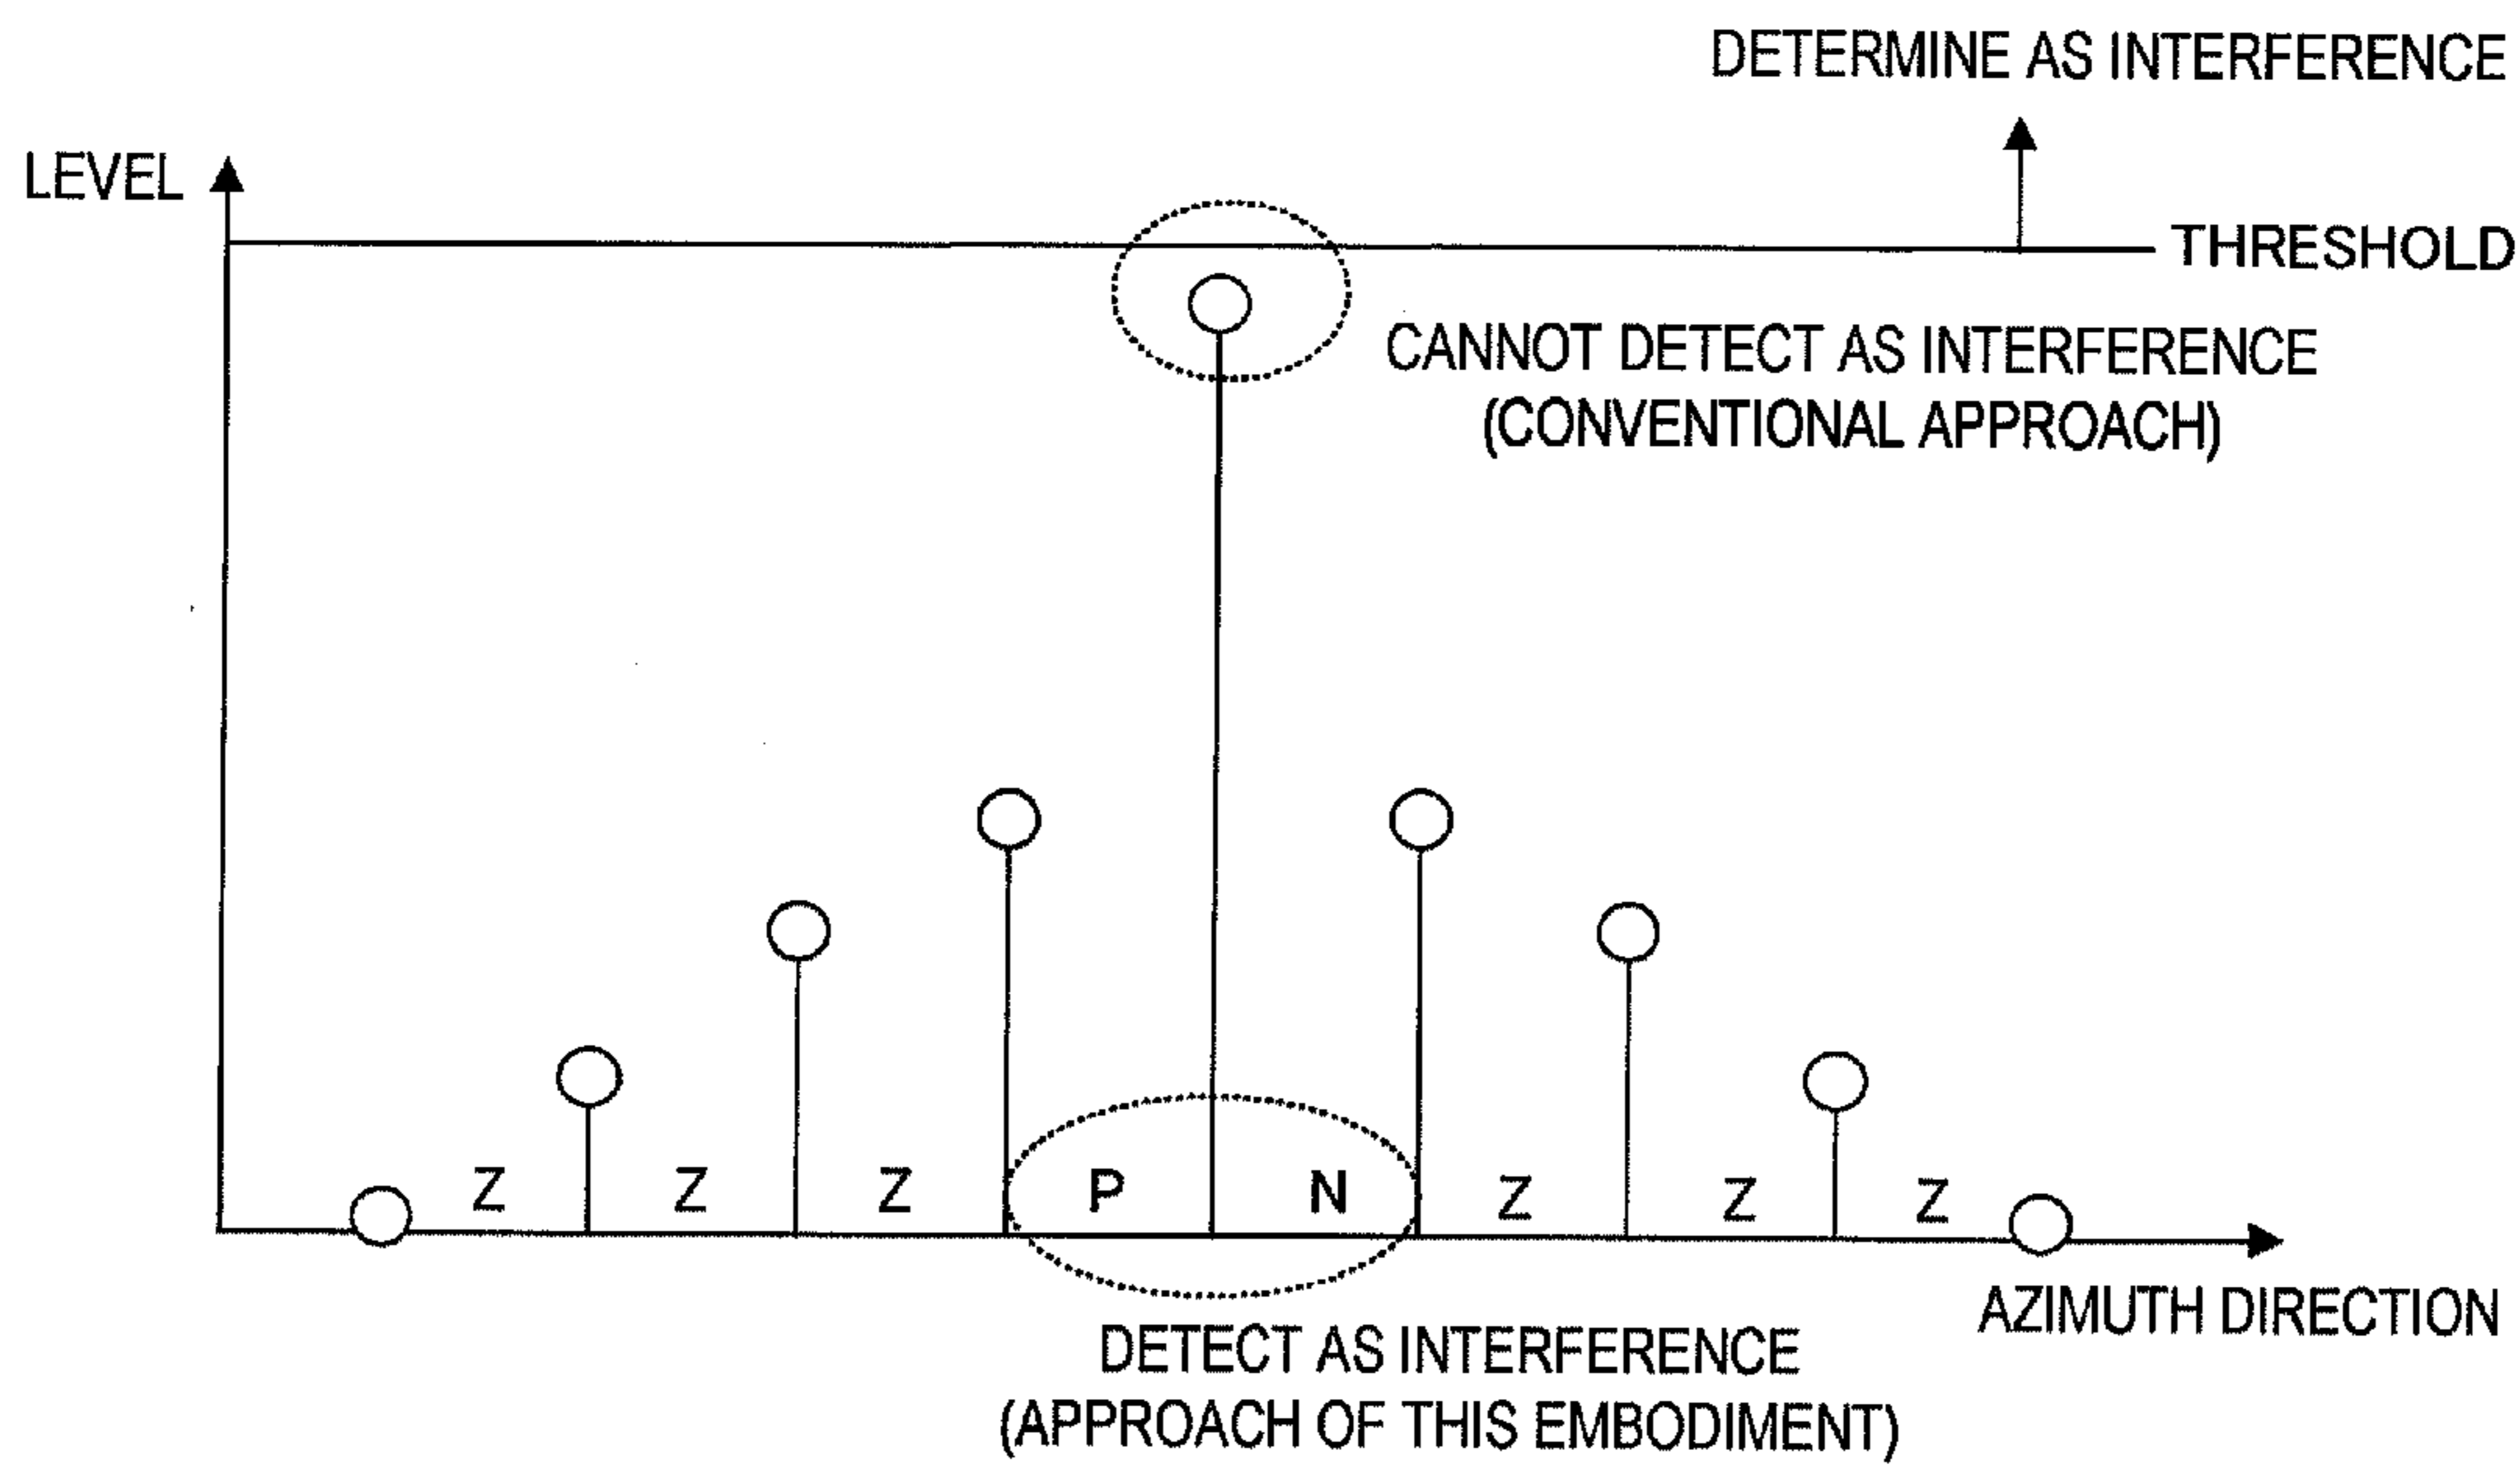 DETERMINE AS INTERFERENCE
LEVEL
THRESHOLD
CANNOT DETECT AS INTERFERENCE
(CONVENTIONAL APPROACH)
Z Z Z P N Z Z Z
AZIMUTH DIRECTION
DETECT AS INTERFERENCE
(APPROACH OF THIS EMBODIMENT)